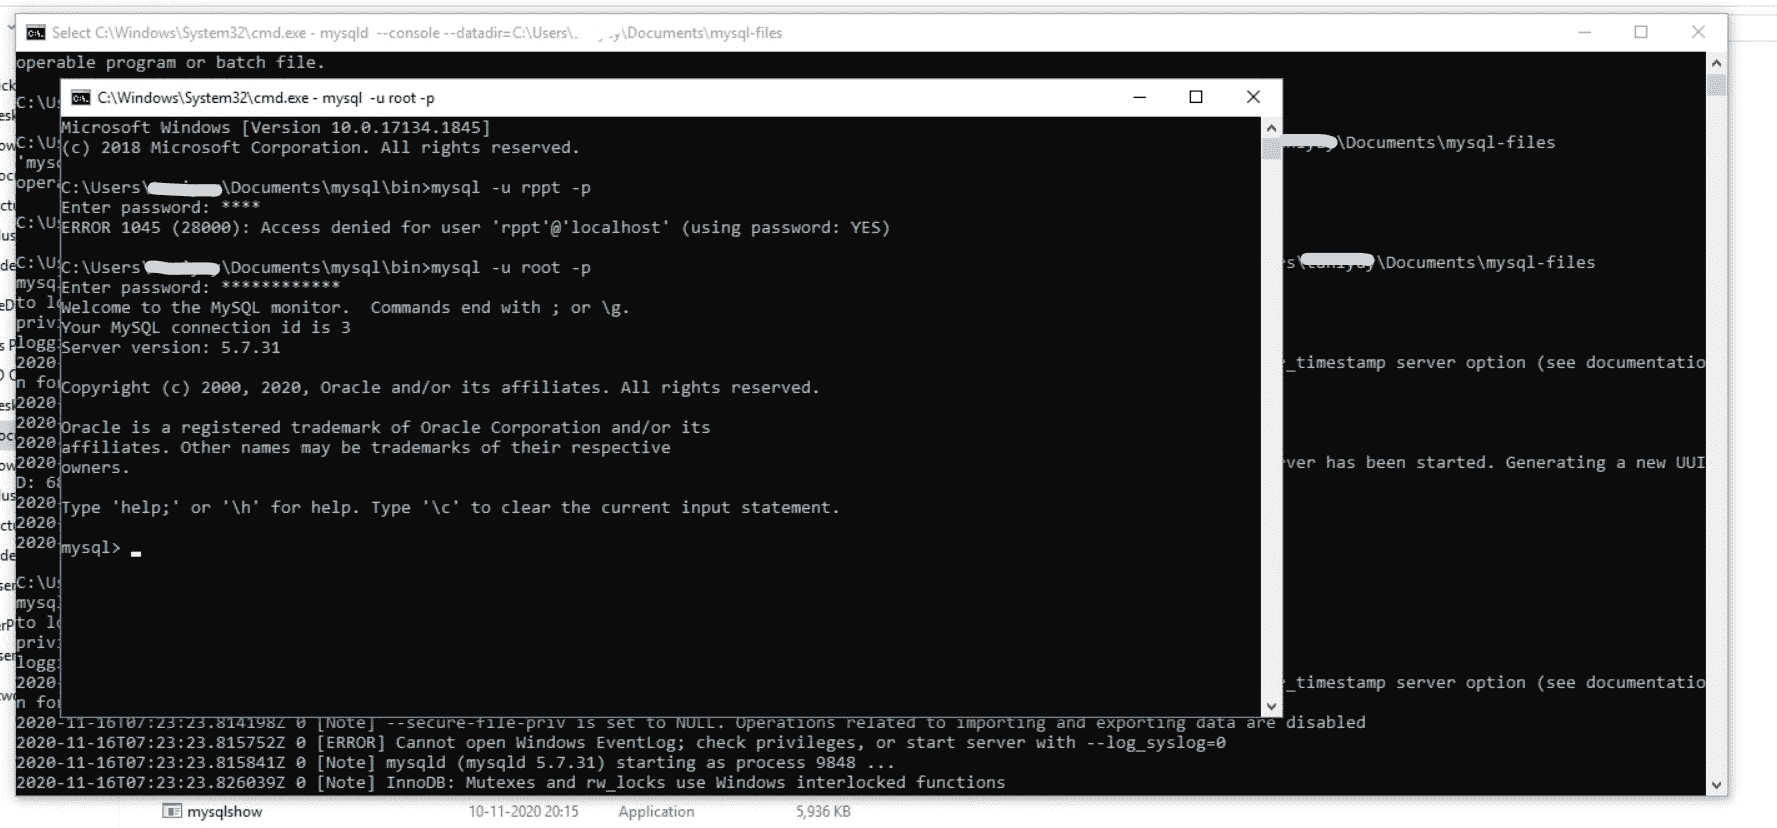 Select C:\Windows\System32\cmd.exe - mysqld --console --datadir=C:\Users\ \Documents\mysql-files
operable program or batch file.
C:\Windows\System32\cmd.exe - mysql -u root -p
Microsoft Windows [Version 10.0.17134.1845]
(c) 2018 Microsoft Corporation. All rights reserved.
\Documents\mysql-files
C:\Users\ \Documents\mysql\bin>mysql -u rppt -p
Enter password: ****
ERROR 1045 (28000): Access denied for user 'rppt'@'localhost' (using password: YES)
C:\Users\ \Documents\mysql\bin>mysql -u root -p
\Documents\mysql-files
Enter password: ************
Welcome to the MySQL monitor. Commands end with ; or \g.
Your MySQL connection id is 3
Server version: 5.7.31
_timestamp server option (see documentatio
Copyright (c) 2000, 2020, Oracle and/or its affiliates. All rights reserved.
Oracle is a registered trademark of Oracle Corporation and/or its
affiliates. Other names may be trademarks of their respective
owners.
ver has been started. Generating a new UUI
D: 68
Type 'help;' or '\h' for help. Type '\c' to clear the current input statement.
mysql>
_timestamp server option (see documentatio
2020-11-16T07:23:23.814198Z 0 [Note] --secure-file-priv is set to NULL. Operations related to importing and exporting data are disabled
2020-11-16T07:23:23.815752Z 0 [ERROR] Cannot open Windows EventLog; check privileges, or start server with --log_syslog=0
2020-11-16T07:23:23.815841Z 0 [Note] mysqld (mysqld 5.7.31) starting as process 9848 ...
2020-11-16T07:23:23.826039Z 0 [Note] InnoDB: Mutexes and rw_locks use Windows interlocked functions
mysqlshow 10-11-2020 20:15 Application 5,936 KB